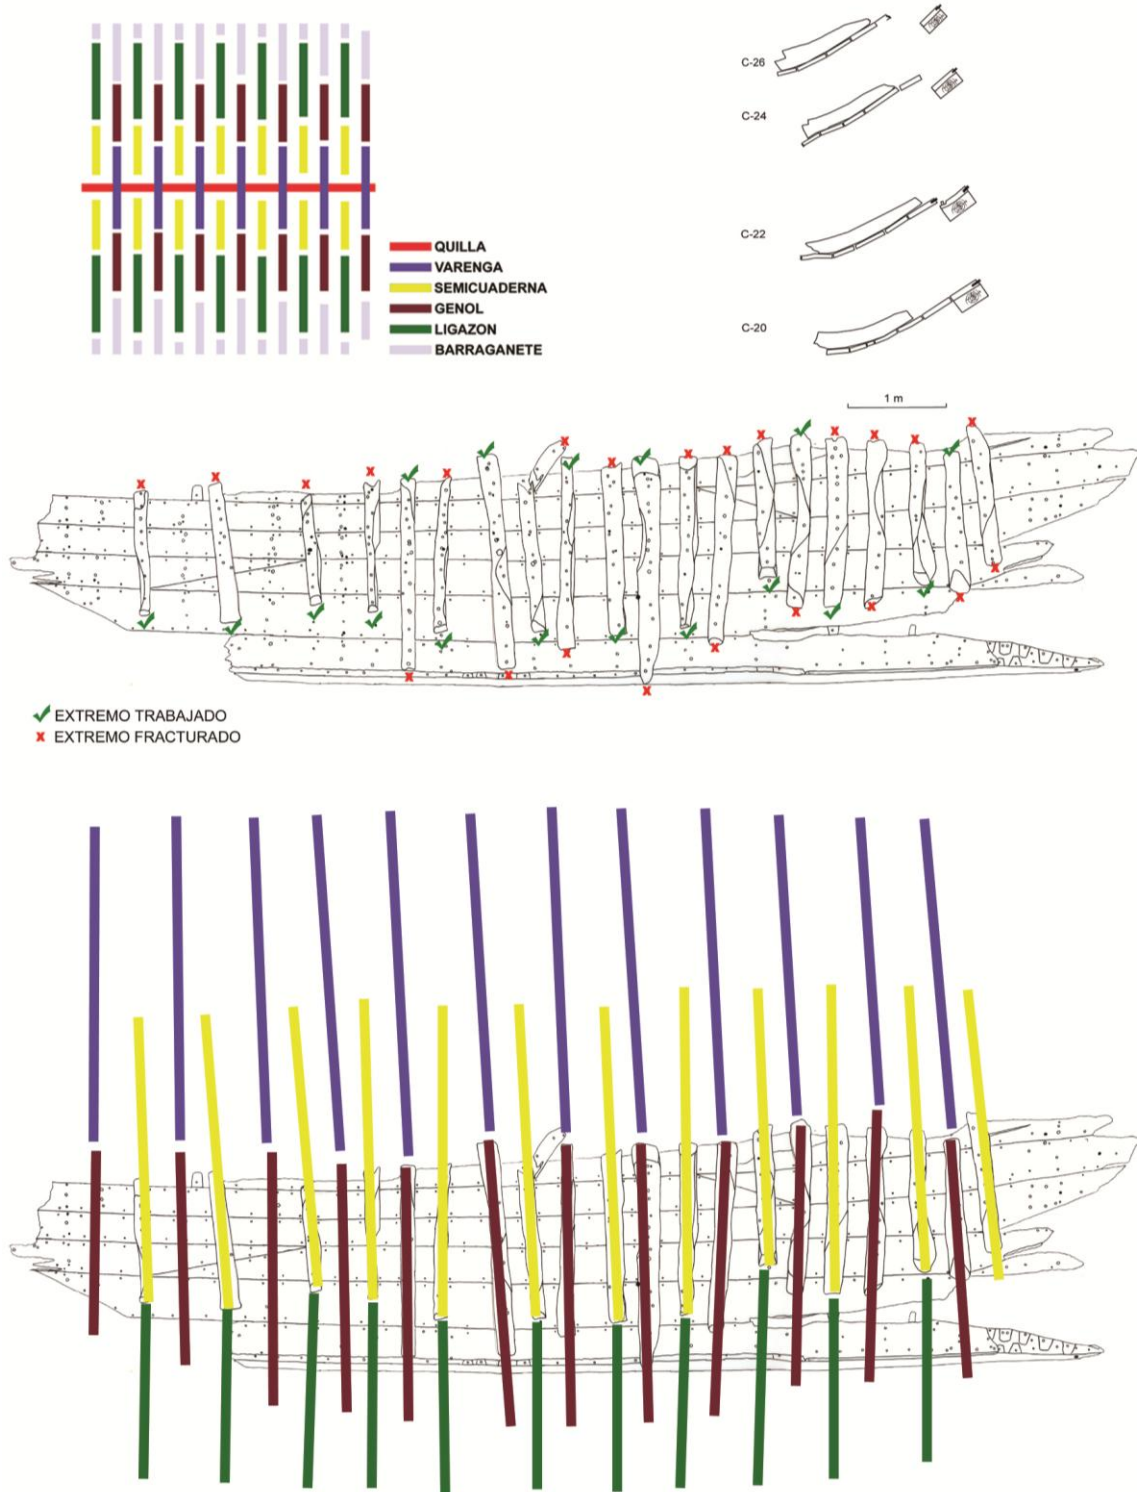 C-26
C-24
C-22
C-20
QUILLA
VARENGA
SEMICUADERNA
GENOL
LIGAZON
BARRAGANETE
1 m
EXTREMO TRABAJADO
EXTREMO FRACTURADO